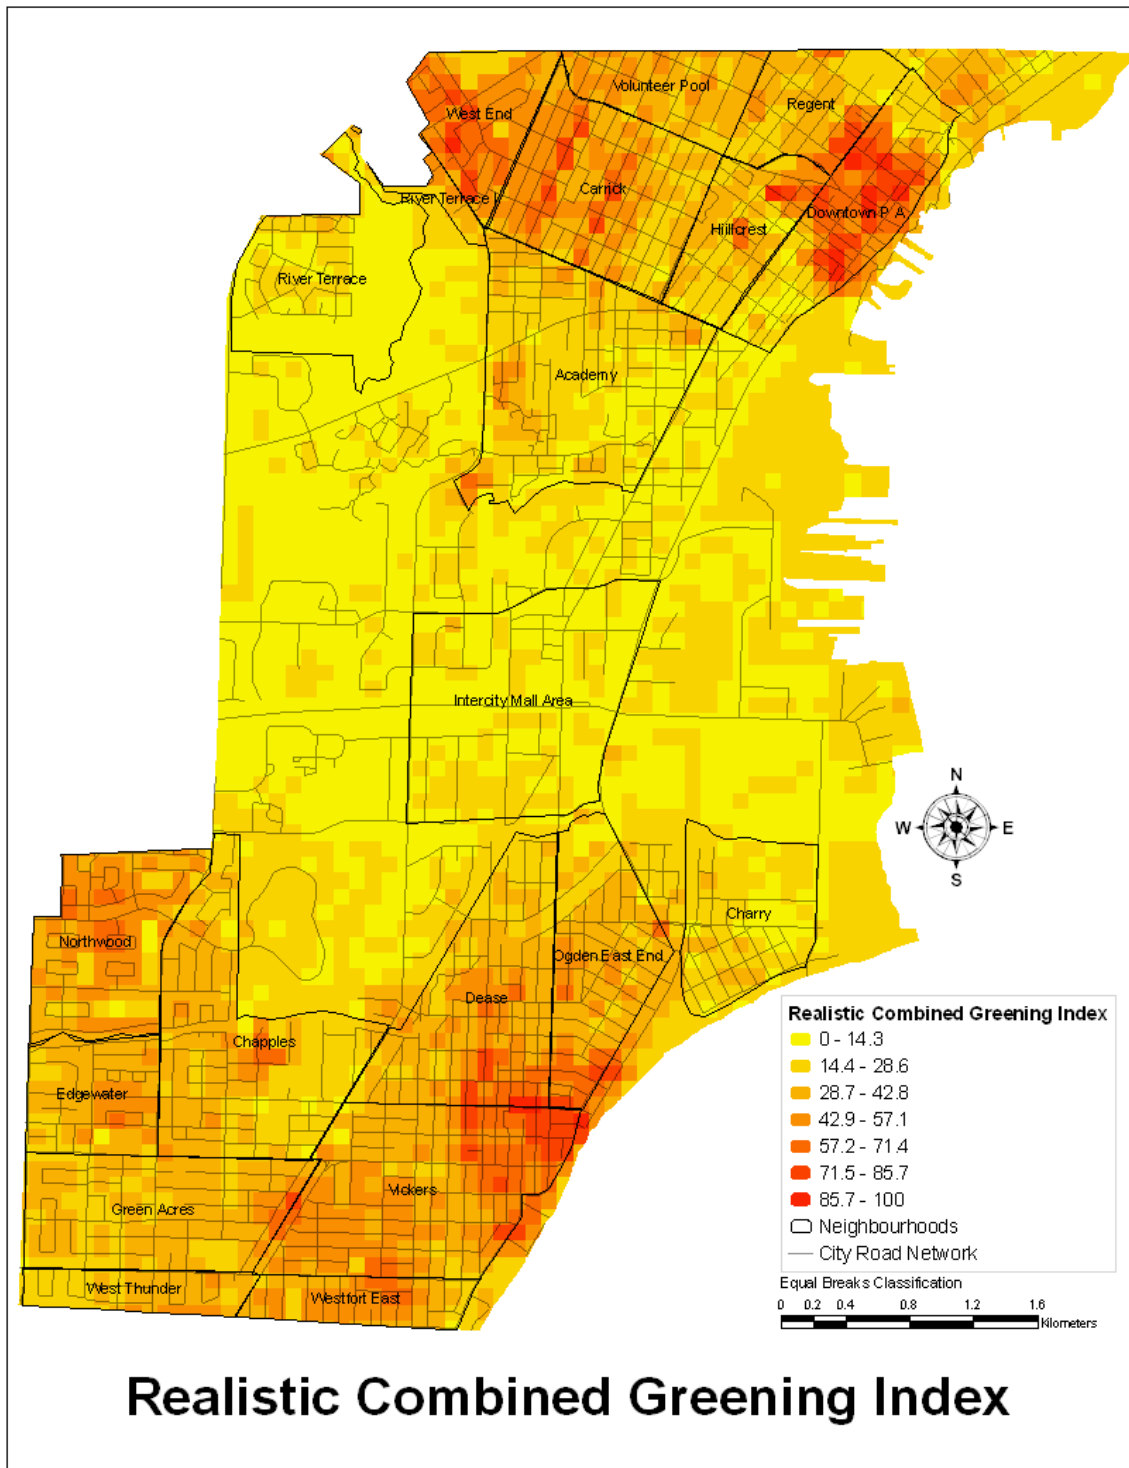 Volunteer Pool
Regent
West End
Carrick
River Terrace I
Downtown P A
Hillcrest
River Terrace
Academy
Intercity Mall Area
N
W
E
S
Charry
Northwood
Ogden East End
Dease
Chapples
Edgewater
Vickers
Green Acres
West Thunder
Westfort East
Realistic Combined Greening Index
0 - 14.3
14.4 - 28.6
28.7 - 42.8
42.9 - 57.1
57.2 - 71.4
71.5 - 85.7
85.7 - 100
Neighbourhoods
City Road Network
Equal Breaks Classification
0 0.2 0.4 0.8 1.2 1.6
Kilometers
Realistic Combined Greening Index